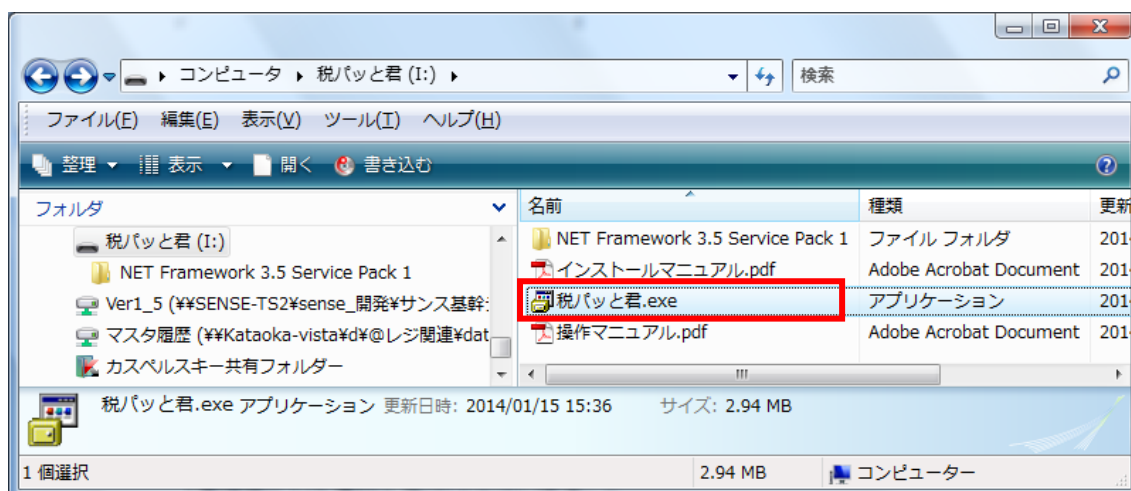 コンピュータ 税パッと君 (I:) 検索
ファイル(F) 編集(E) 表示(V) ツール(T) ヘルプ(H)
整理 表示 開く 書き込む
フォルダ
税パッと君 (I:)
NET Framework 3.5 Service Pack 1
Ver1_5 (¥¥SENSE-TS2¥sense_開発¥サンス基幹
マスタ履歴 (¥¥Kataoka-vista¥d¥@レジ関連¥dat
カスペルスキー共有フォルダー
名前 種類 更新
NET Framework 3.5 Service Pack 1 ファイル フォルダ 201
インストールマニュアル.pdf Adobe Acrobat Document 201
税パッと君.exe アプリケーション 201
操作マニュアル.pdf Adobe Acrobat Document 201
税パッと君.exe アプリケーション 更新日時: 2014/01/15 15:36 サイズ: 2.94 MB
1 個選択 2.94 MB コンピューター